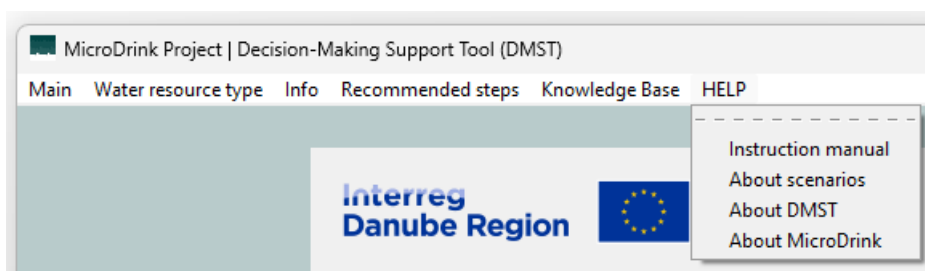 MicroDrink Project | Decision-Making Support Tool (DMST)
Main Water resource type Info Recommended steps Knowledge Base HELP
Instruction manual
About scenarios
About DMST
About MicroDrink
Interreg
Danube Region